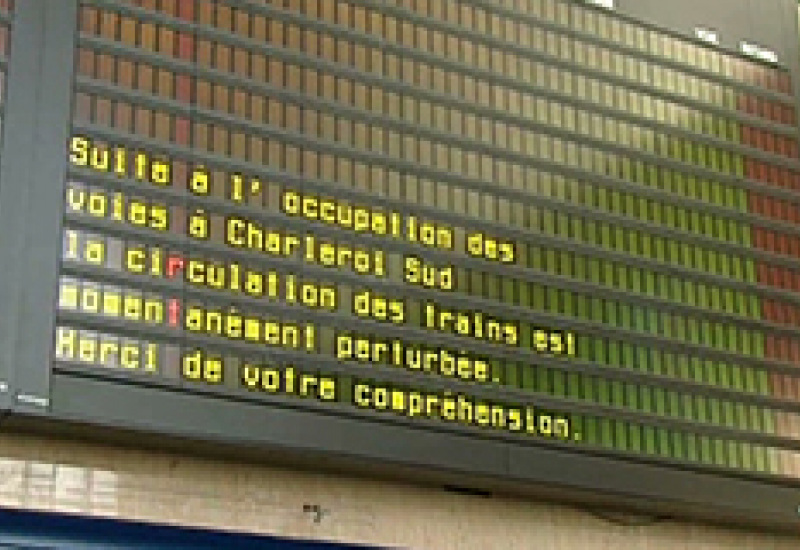 Suite à l' occupation des
voies à Charleroi Sud
la circulation des trains est
momentanément perturbée.
Merci de votre compréhension.